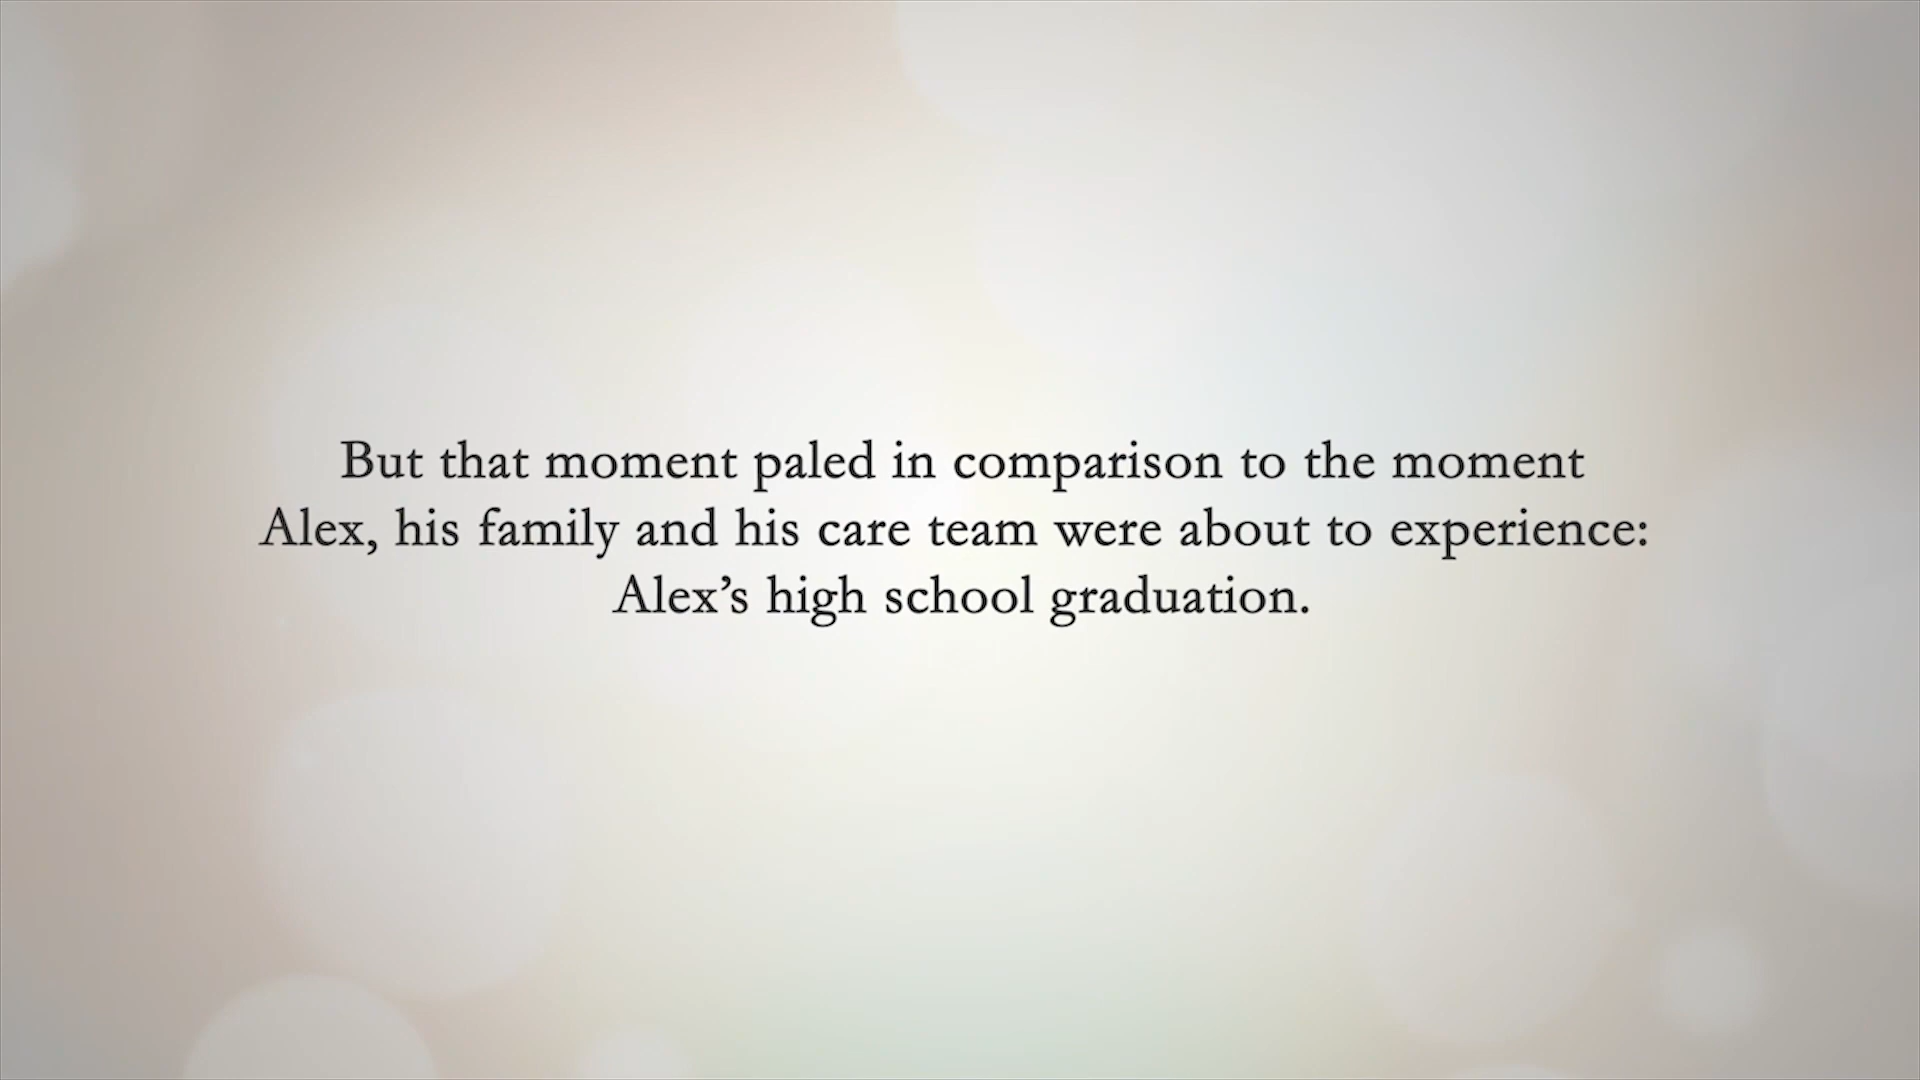 But that moment paled in comparison to the moment
Alex, his family and his care team were about to experience:
Alex’s high school graduation.